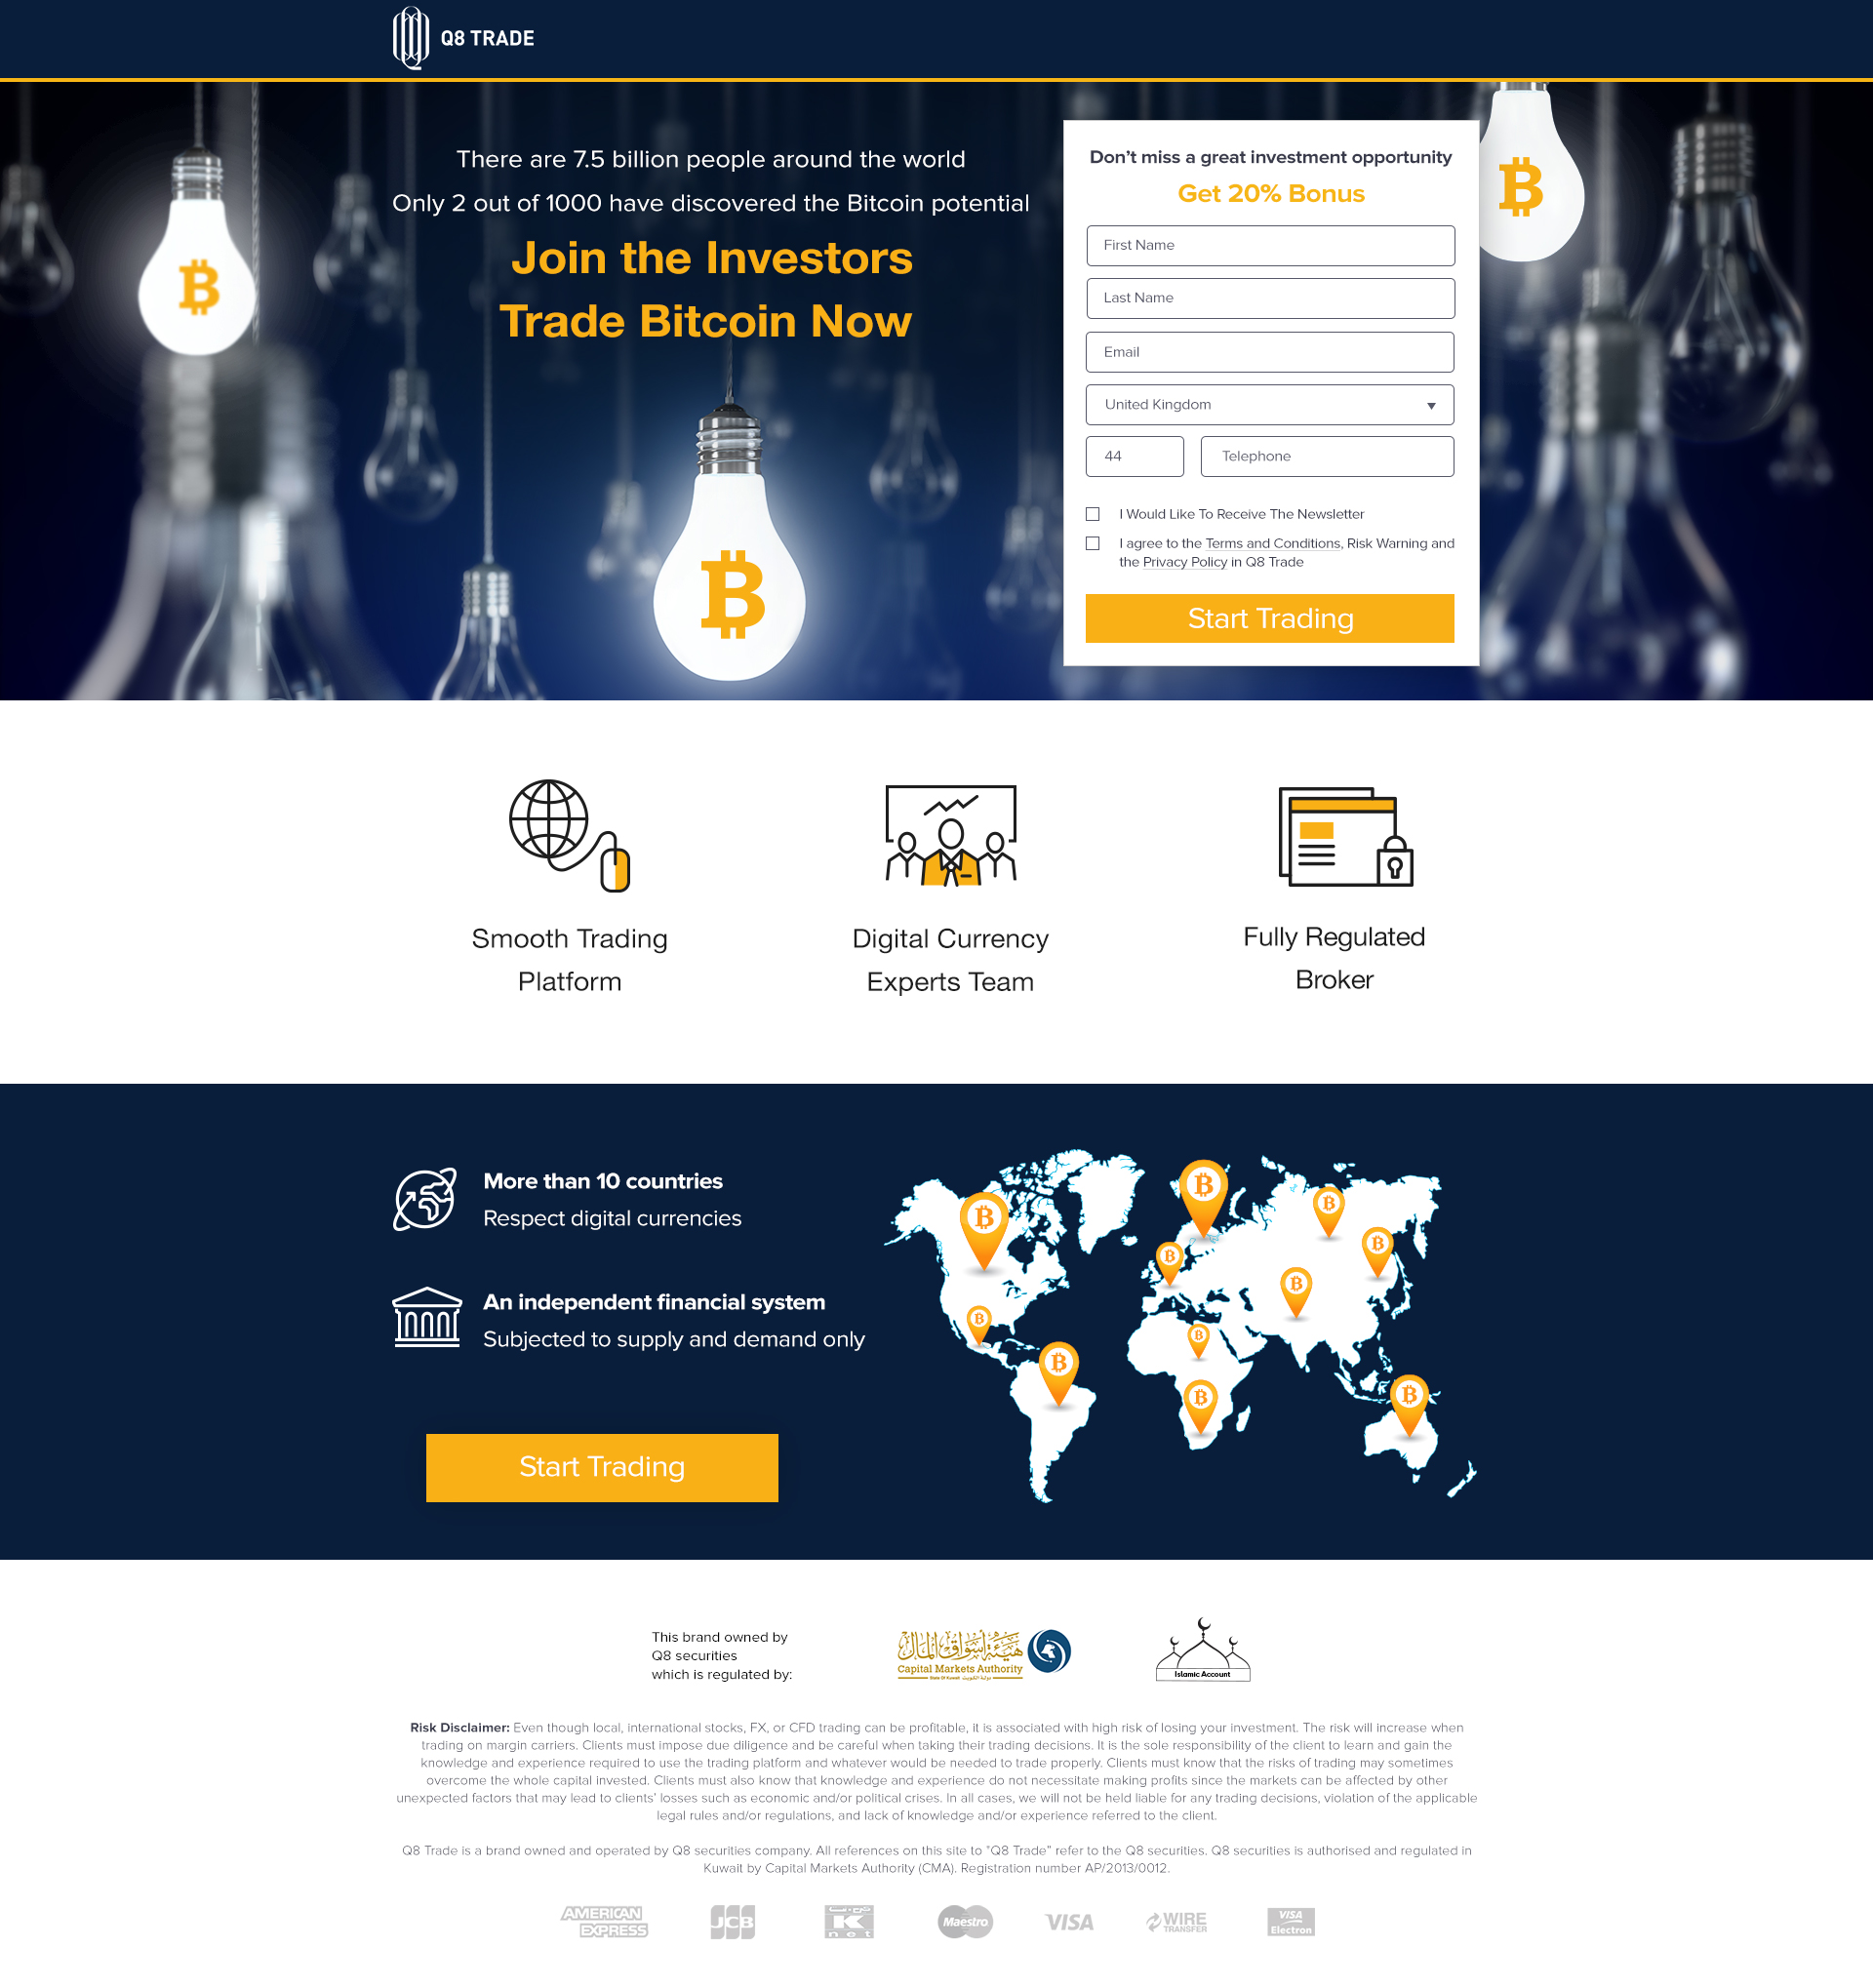 Q8 TRADE
There are 7.5 billion people around the world
Only 2 out of 1000 have discovered the Bitcoin potential
Join the Investors
Trade Bitcoin Now
Don't miss a great investment opportunity
Get 20% Bonus
First Name
Last Name
Email
United Kingdom
44
Telephone
I Would Like To Receive The Newsletter
I agree to the Terms and Conditions, Risk Warning and
the Privacy Policy in Q8 Trade
Start Trading
Smooth Trading
Platform
Digital Currency
Experts Team
Fully Regulated
Broker
More than 10 countries
Respect digital currencies
An independent financial system
Subjected to supply and demand only
Start Trading
This brand owned by
Q8 securities
which is regulated by:
هيئة أسواق المال
Capital Markets Authority
State Of Kuwait دولة الكويت
Islamic Account
Risk Disclaimer: Even though local, international stocks, FX, or CFD trading can be profitable, it is associated with high risk of losing your investment. The risk will increase when
trading on margin carriers. Clients must impose due diligence and be careful when taking their trading decisions. It is the sole responsibility of the client to learn and gain the
knowledge and experience required to use the trading platform and whatever would be needed to trade properly. Clients must know that the risks of trading may sometimes
overcome the whole capital invested. Clients must also know that knowledge and experience do not necessitate making profits since the markets can be affected by other
unexpected factors that may lead to clients' losses such as economic and/or political crises. In all cases, we will not be held liable for any trading decisions, violation of the applicable
legal rules and/or regulations, and lack of knowledge and/or experience referred to the client.
Q8 Trade is a brand owned and operated by Q8 securities company. All references on this site to "Q8 Trade" refer to the Q8 securities. Q8 securities is authorised and regulated in
Kuwait by Capital Markets Authority (CMA). Registration number AP/2013/0012.
AMERICAN
EXPRESS
JCB
كي نت
K
net
Maestro
VISA
WIRE
TRANSFER
VISA
Electron